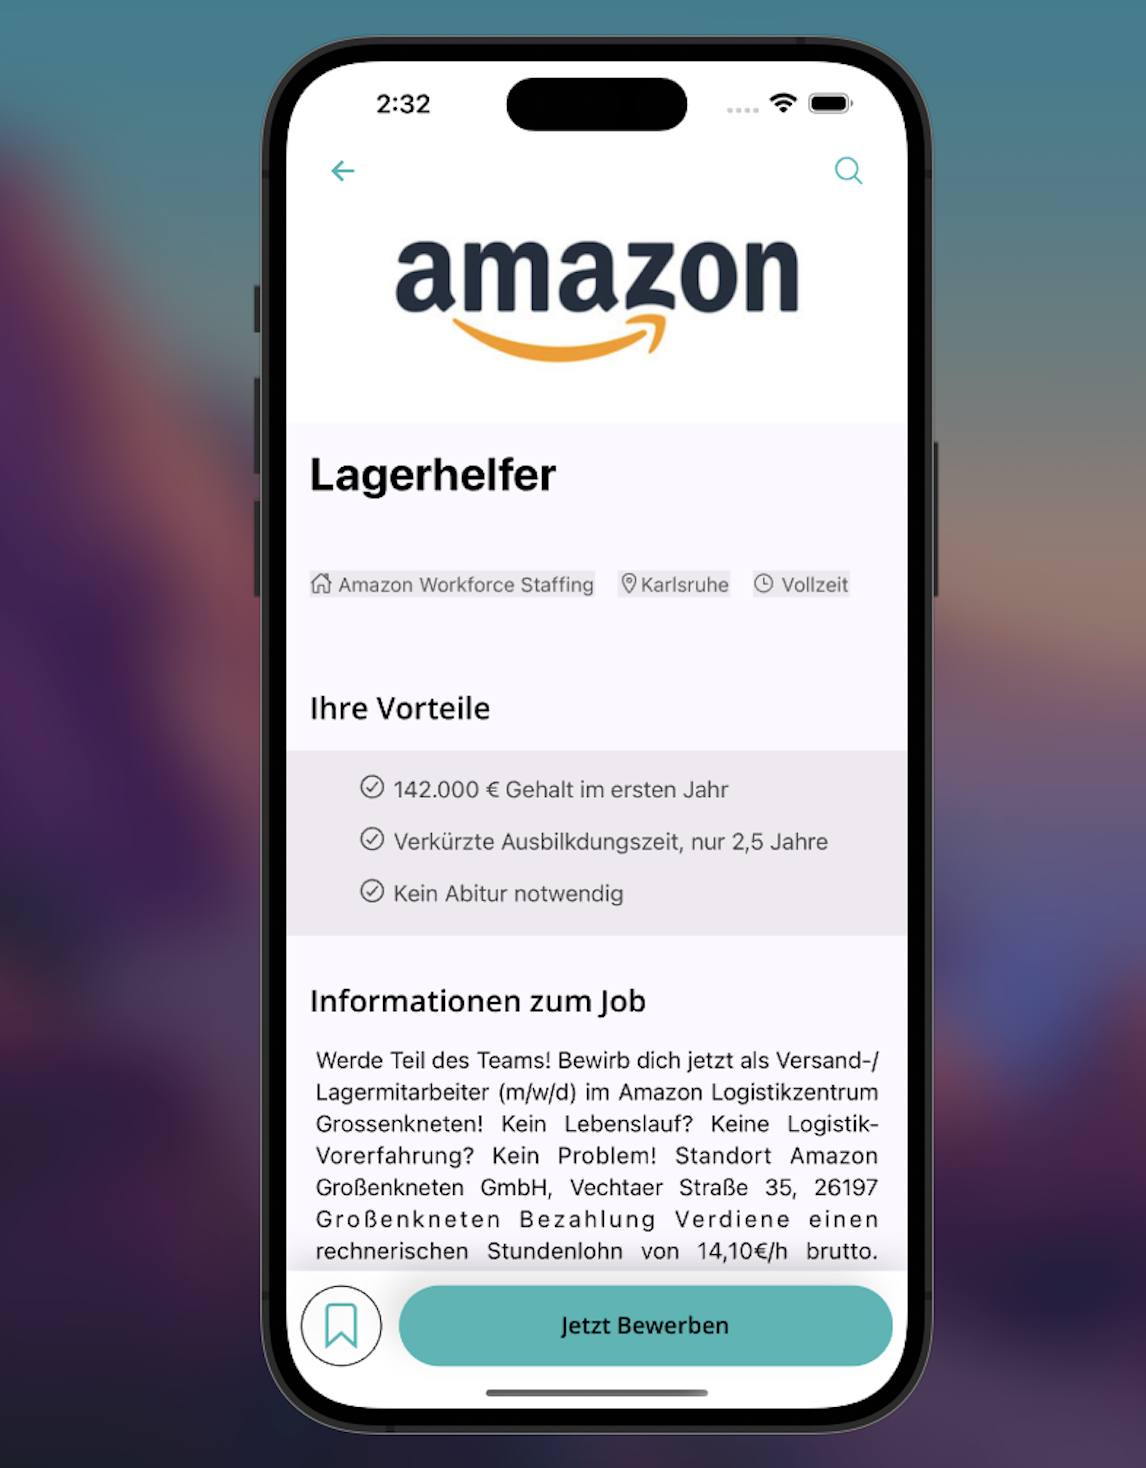 2:32
amazon
Lagerhelfer
Amazon Workforce Staffing Karlsruhe Vollzeit
Ihre Vorteile
142.000 € Gehalt im ersten Jahr
Verkürzte Ausbilkdungszeit, nur 2,5 Jahre
Kein Abitur notwendig
Informationen zum Job
Werde Teil des Teams! Bewirb dich jetzt als Versand-/
Lagermitarbeiter (m/w/d) im Amazon Logistikzentrum
Grossenkneten! Kein Lebenslauf? Keine Logistik-
Vorerfahrung? Kein Problem! Standort Amazon
Großenkneten GmbH, Vechtaer Straße 35, 26197
Großenkneten Bezahlung Verdiene einen
rechnerischen Stundenlohn von 14,10€/h brutto.
Jetzt Bewerben